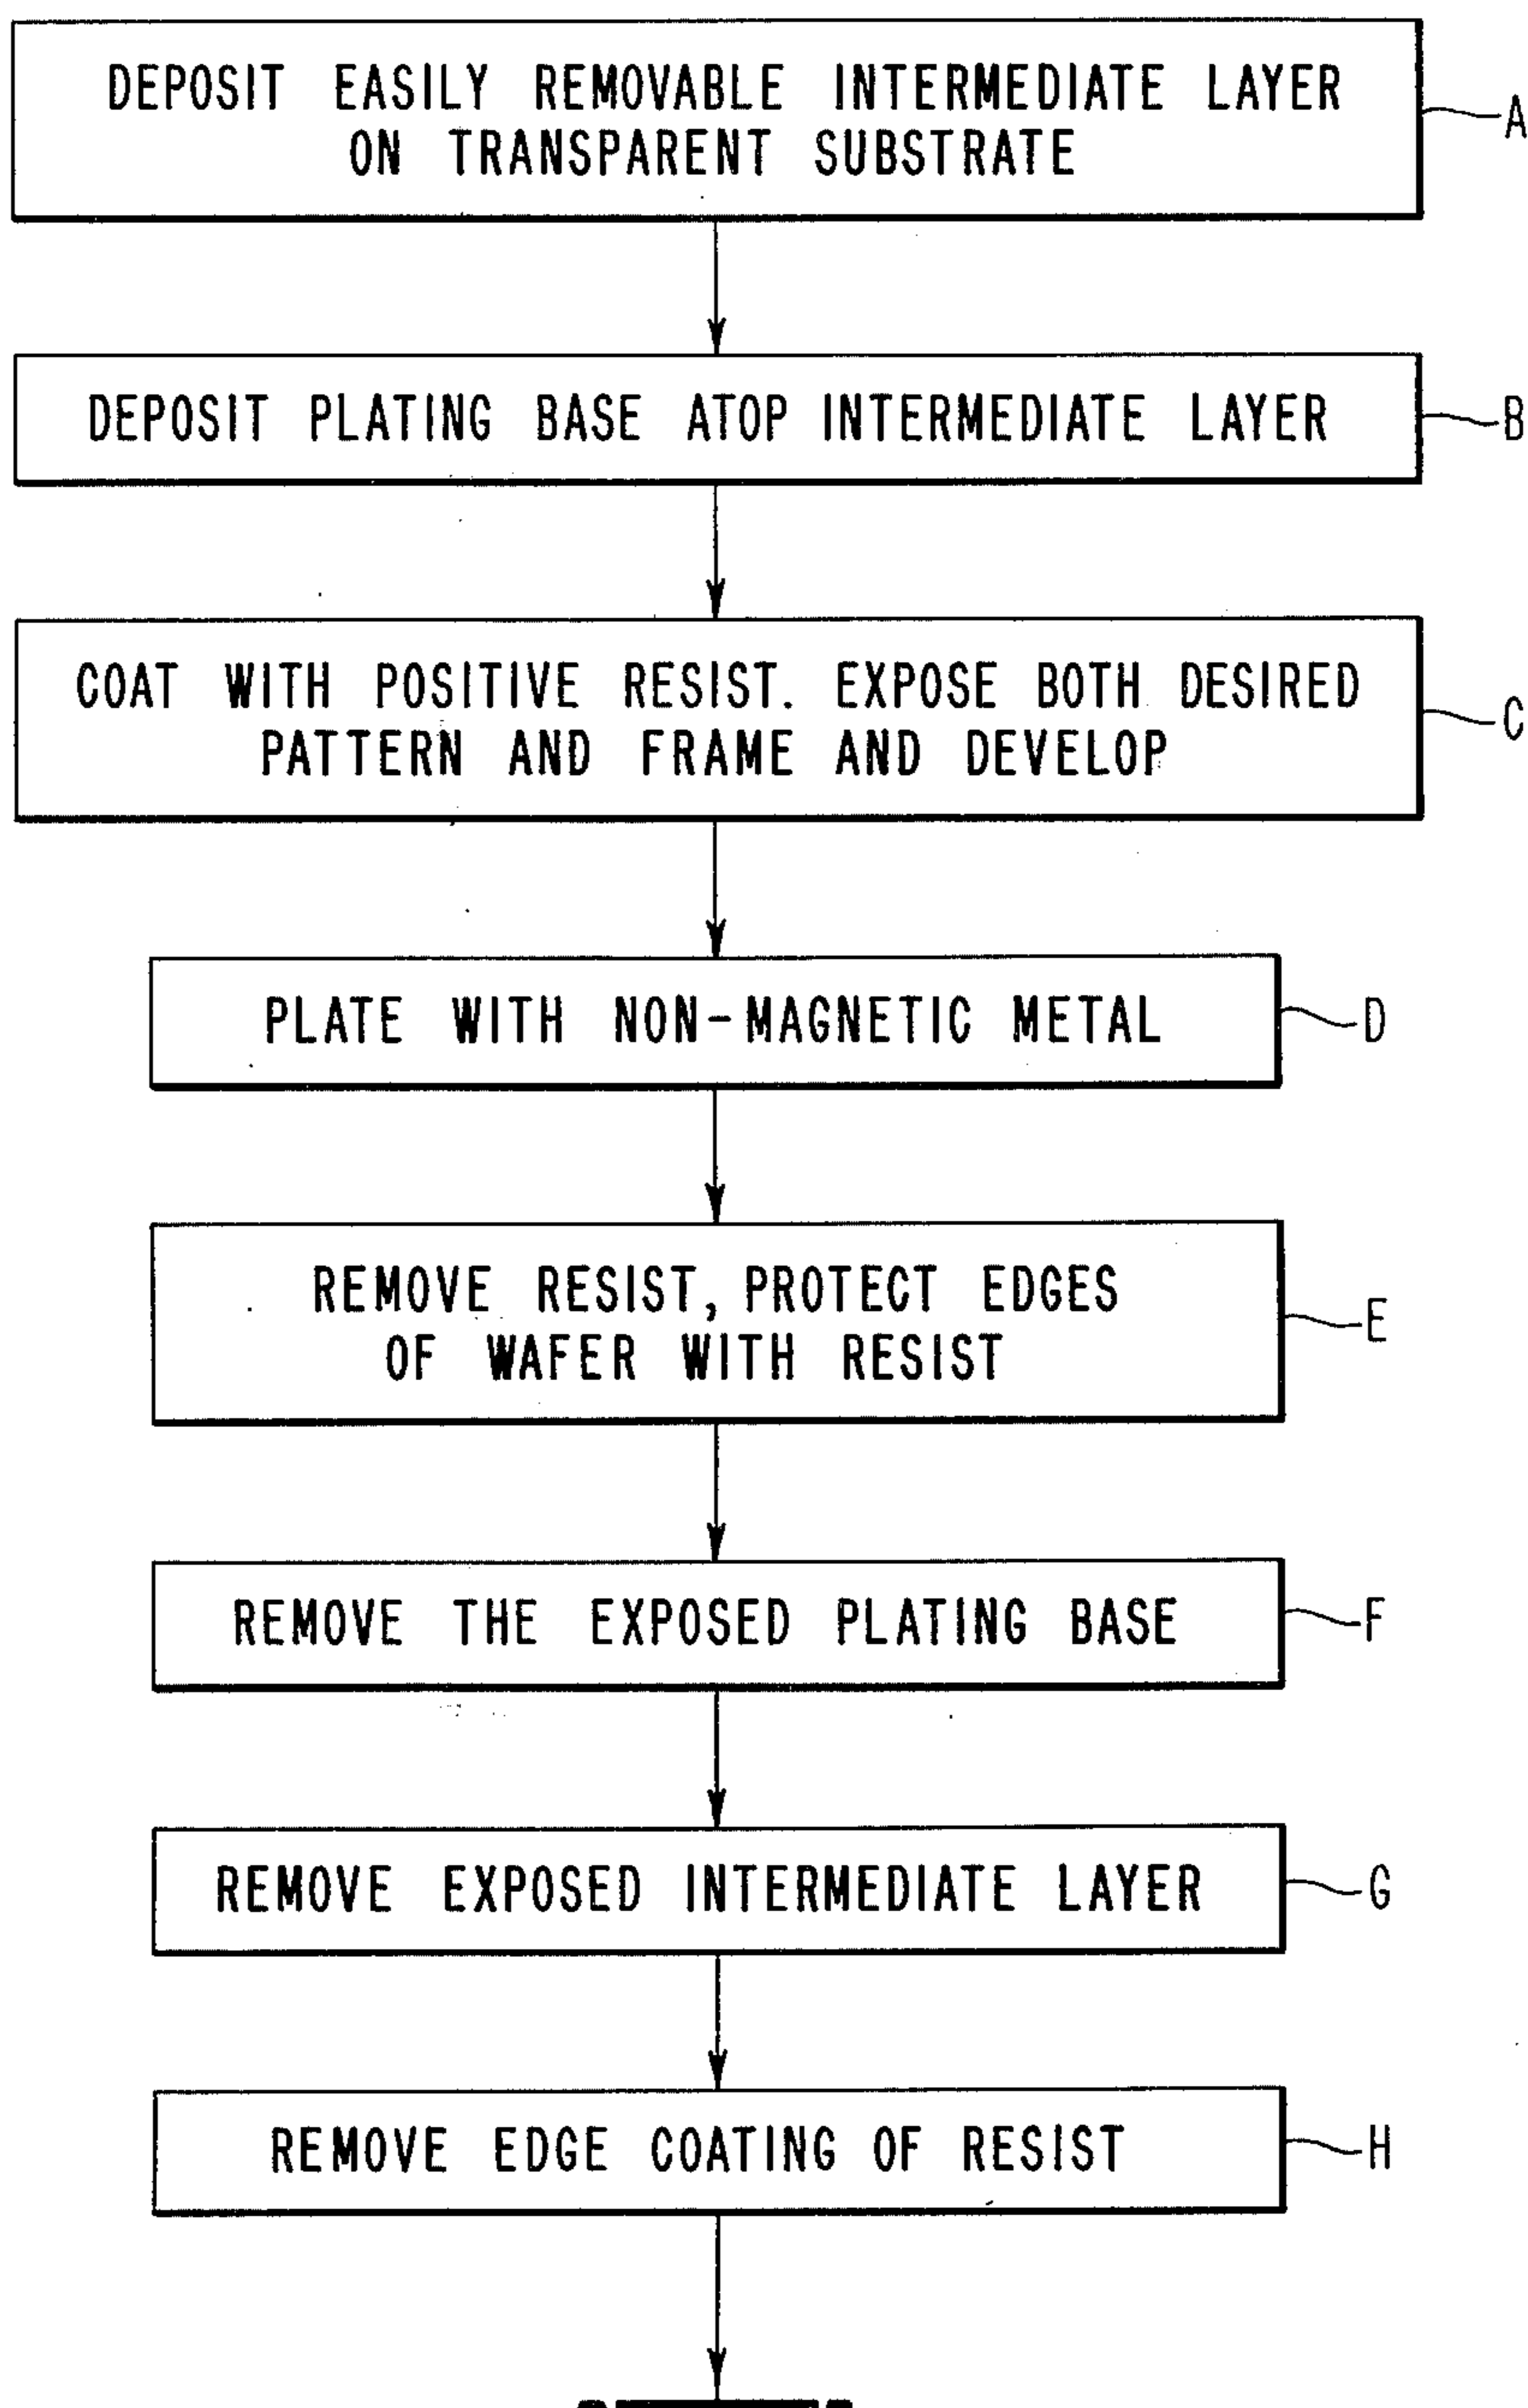 DEPOSIT EASILY REMOVABLE INTERMEDIATE LAYER
ON TRANSPARENT SUBSTRATE
A
DEPOSIT PLATING BASE ATOP INTERMEDIATE LAYER
B
COAT WITH POSITIVE RESIST. EXPOSE BOTH DESIRED
PATTERN AND FRAME AND DEVELOP
C
PLATE WITH NON-MAGNETIC METAL
D
REMOVE RESIST, PROTECT EDGES
OF WAFER WITH RESIST
E
REMOVE THE EXPOSED PLATING BASE
F
REMOVE EXPOSED INTERMEDIATE LAYER
G
REMOVE EDGE COATING OF RESIST
H